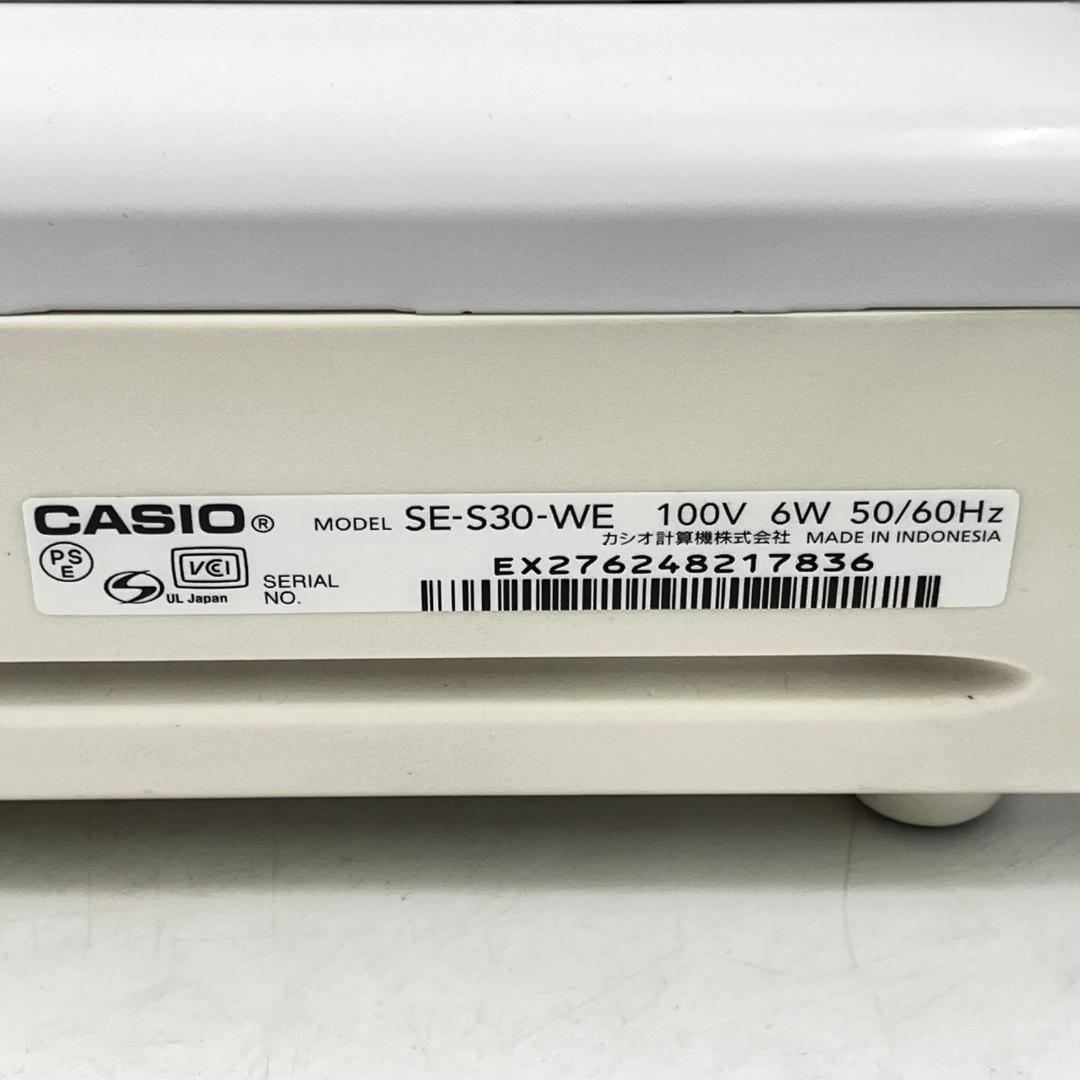 CASIO® MODEL SE-S30-WE 100V 6W 50/60Hz
カシオ計算機株式会社 MADE IN INDONESIA
PS
E
VCI
UL Japan
SERIAL
NO.
EX276248217836